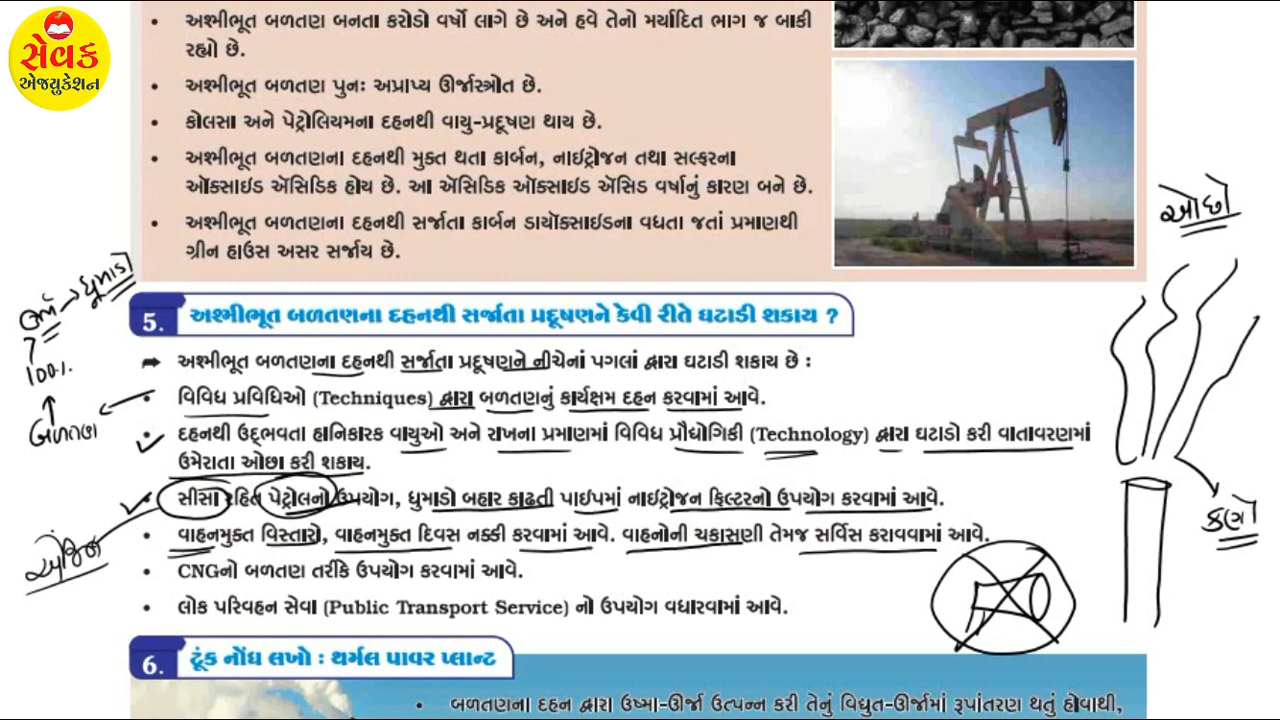 સેવક
એજ્યુકેશન
• અશ્મીભૂત બળતણ બનતા કરોડો વર્ષો લાગે છે અને હવે તેનો મર્યાદિત ભાગ જ બાકી
રહ્યો છે.
• અશ્મીભૂત બળતણ પુનઃ અપ્રાપ્ય ઊર્જાસ્ત્રોત છે.
• કોલસા અને પેટ્રોલિયમના દહનથી વાયુ-પ્રદૂષણ થાય છે.
• અશ્મીભૂત બળતણના દહનથી મુક્ત થતા કાર્બન, નાઈટ્રોજન તથા સલ્ફરના
ઑક્સાઇડ ઍસિડિક હોય છે. આ ઍસિડિક ઑક્સાઇડ ઍસિડ વર્ષાનું કારણ બને છે.
• અશ્મીભૂત બળતણના દહનથી સર્જાતા કાર્બન ડાયૉક્સાઇડના વધતા જતાં પ્રમાણથી
ગ્રીન હાઉસ અસર સર્જાય છે.
ઓછો
ધૂમાડો
5. અશ્મીભૂત બળતણના દહનથી સર્જાતા પ્રદૂષણને કેવી રીતે ઘટાડી શકાય ?
અશ્મીભૂત બળતણના દહનથી સર્જાતા પ્રદૂષણને નીચેનાં પગલાં દ્વારા ઘટાડી શકાય છે :
100%
• વિવિધ પ્રવિધિઓ (Techniques) દ્વારા બળતણનું કાર્યક્ષમ દહન કરવામાં આવે.
બળતણ
• દહનથી ઉદ્ભવતા હાનિકારક વાયુઓ અને રાખના પ્રમાણમાં વિવિધ પ્રૌદ્યોગિકી (Technology) દ્વારા ઘટાડો કરી વાતાવરણમાં
ઉમેરાતા ઓછા કરી શકાય.
• સીસા રહિત પેટ્રોલનો ઉપયોગ, ધુમાડો બહાર કાઢતી પાઈપમાં નાઈટ્રોજન ફિલ્ટરનો ઉપયોગ કરવામાં આવે.
કણો
• વાહનમુક્ત વિસ્તારો, વાહનમુક્ત દિવસ નક્કી કરવામાં આવે. વાહનોની ચકાસણી તેમજ સર્વિસ કરાવવામાં આવે.
એંજિન
• CNGનો બળતણ તરીકે ઉપયોગ કરવામાં આવે.
• લોક પરિવહન સેવા (Public Transport Service) નો ઉપયોગ વધારવામાં આવે.
6. ટૂંક નોંધ લખો : થર્મલ પાવર પ્લાન્ટ
• બળતણના દહન દ્વારા ઉષ્મા-ઊર્જા ઉત્પન્ન કરી તેનું વિદ્યુત-ઊર્જામાં રૂપાંતરણ થતું હોવાથી,